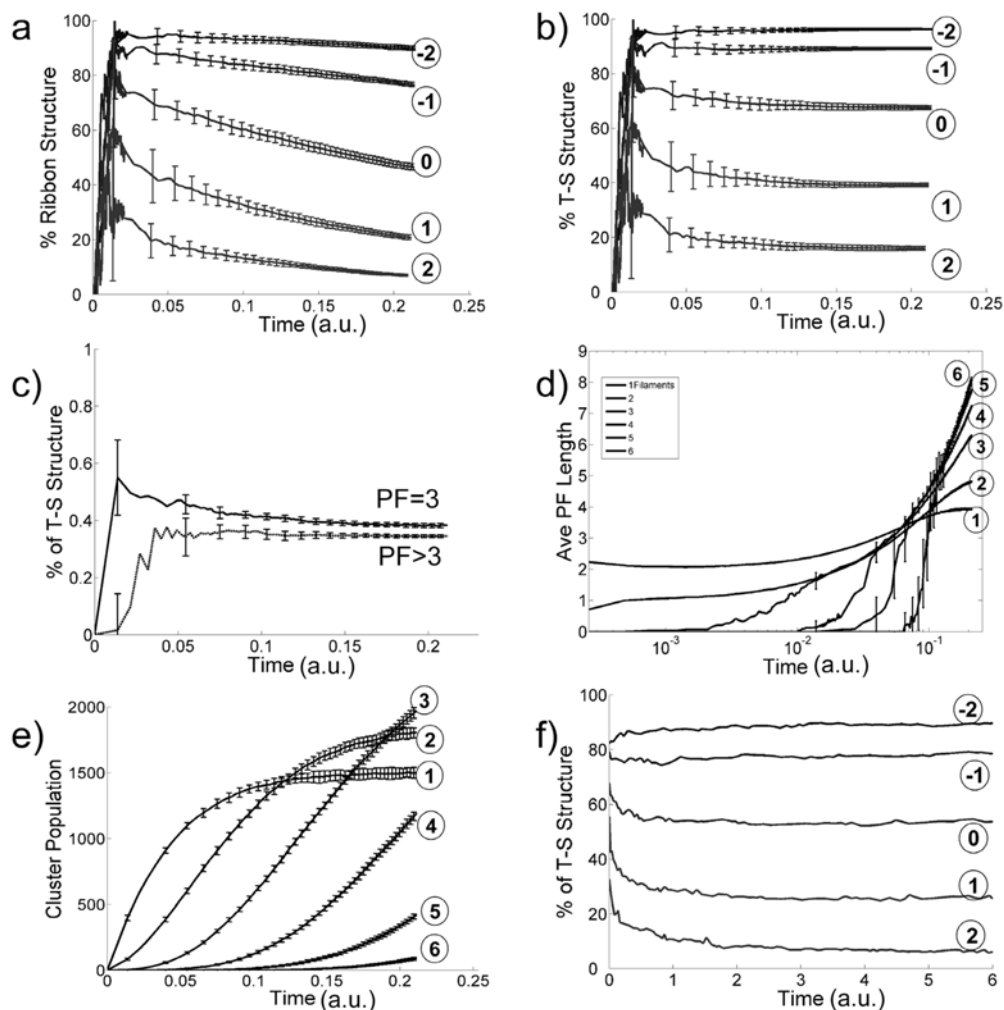 a
100
80
60
40
20
0
% Ribbon Structure
-2
-1
0
1
2
0 0.05 0.1 0.15 0.2 0.25
Time (a.u.)
b)
100
80
60
40
20
0
% T-S Structure
-2
-1
0
1
2
0 0.05 0.1 0.15 0.2 0.25
Time (a.u.)
c)
1
0.8
0.6
0.4
0.2
0
% of T-S Structure
PF=3
PF>3
0 0.05 0.1 0.15 0.2
Time (a.u.)
d)
9
8
7
6
5
4
3
2
1
0
Ave PF Length
1Filaments
2
3
4
5
6
6
5
4
3
2
1
10-3 10-2 10-1
Time (a.u.)
e)
2000
1500
1000
500
0
Cluster Population
3
2
1
4
5
6
0 0.05 0.1 0.15 0.2 0.25
Time (a.u.)
f)
100
80
60
40
20
0
% of T-S Structure
-2
-1
0
1
2
0 1 2 3 4 5 6
Time (a.u.)